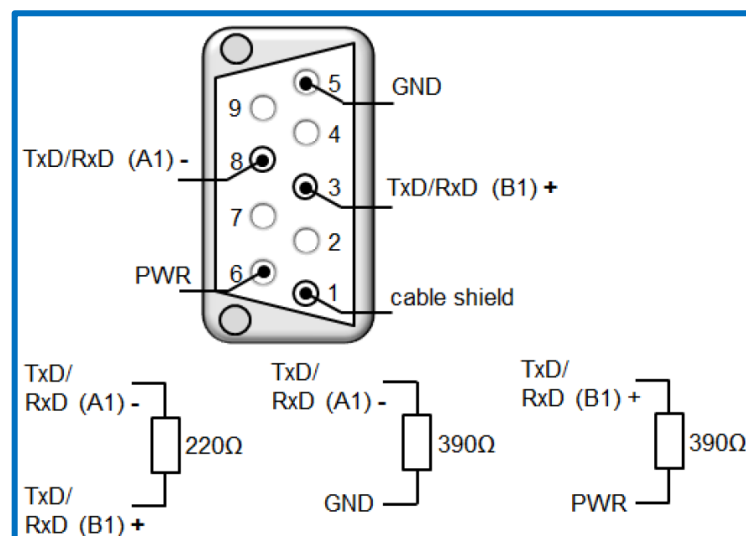 5
GND
9
4
TxD/RxD (A1) -
8
3
TxD/RxD (B1) +
7
2
PWR
6
1
cable shield
TxD/
RxD (A1) -
220Ω
TxD/
RxD (B1) +
TxD/
RxD (A1) -
390Ω
GND
TxD/
RxD (B1) +
390Ω
PWR